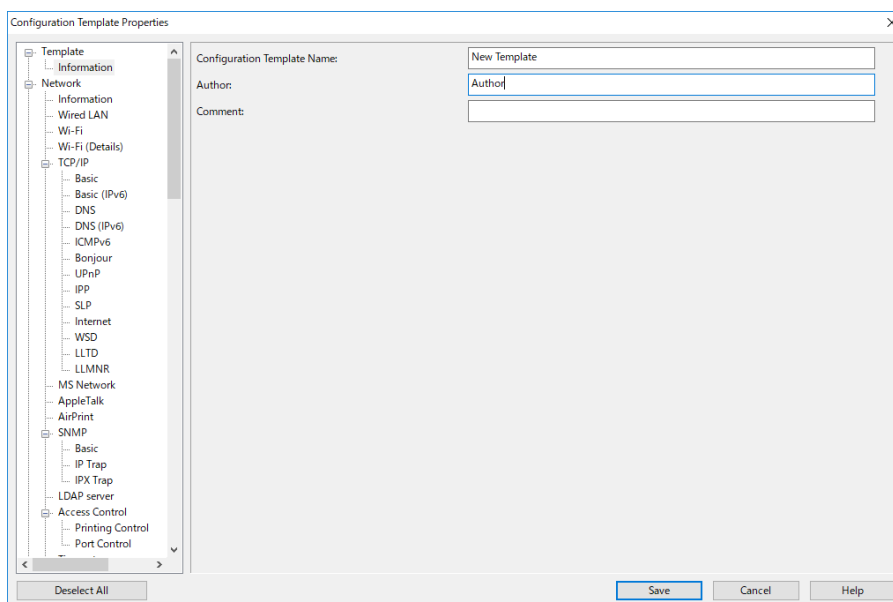 Configuration Template Properties
Template
Information
Network
Information
Wired LAN
Wi-Fi
Wi-Fi (Details)
TCP/IP
Basic
Basic (IPv6)
DNS
DNS (IPv6)
ICMPv6
Bonjour
UPnP
IPP
SLP
Internet
WSD
LLTD
LLMNR
MS Network
AppleTalk
AirPrint
SNMP
Basic
IP Trap
IPX Trap
LDAP server
Access Control
Printing Control
Port Control
Configuration Template Name: New Template
Author: Author
Comment:
Deselect All Save Cancel Help